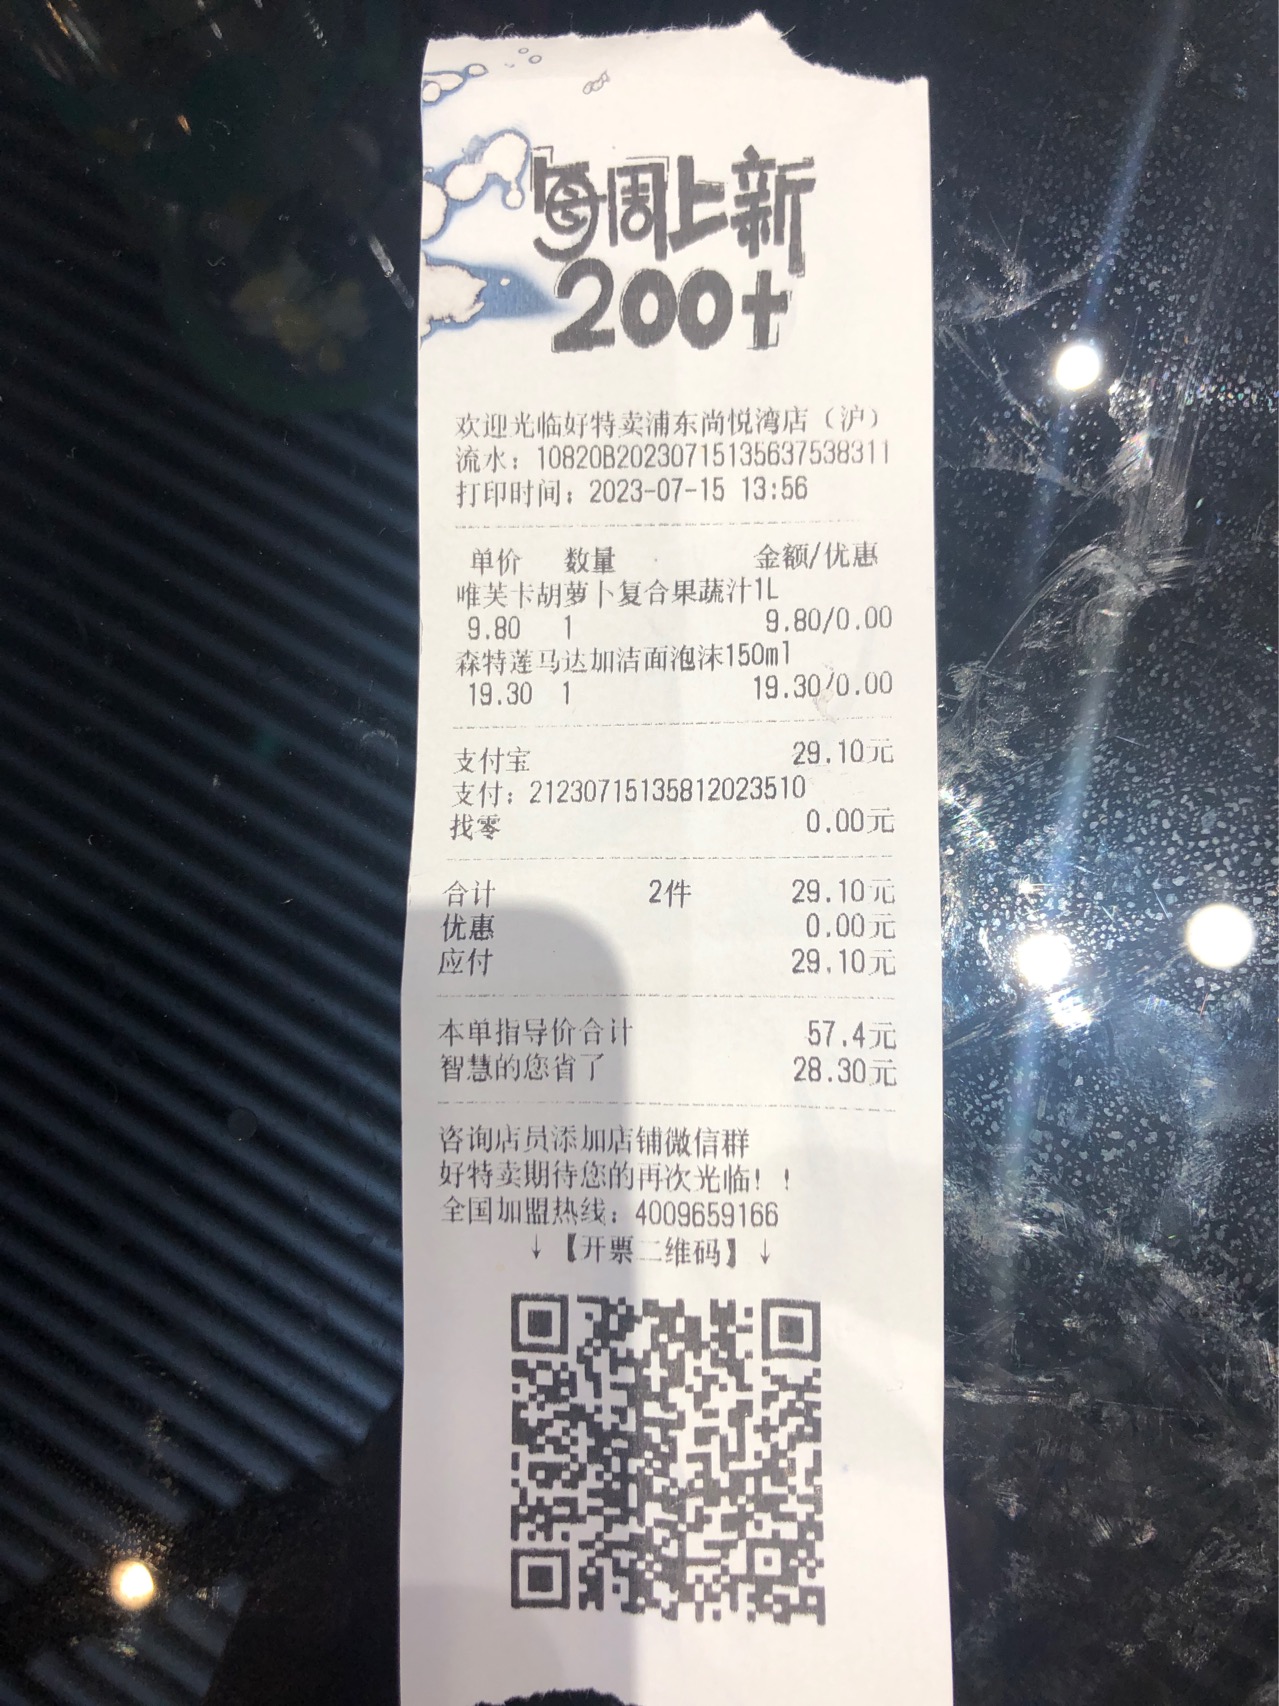 每周上新
200+
欢迎光临好特卖浦东尚悦湾店（沪）
流水：10820B20230715135637538311
打印时间：2023-07-15 13:56
单价 数量 金额/优惠
唯芙卡胡萝卜复合果蔬汁1L
9.80 1 9.80/0.00
森特莲马达加洁面泡沫150ml
19.30 1 19.30/0.00
支付宝 29.10元
支付：21230715135812023510
找零 0.00元
合计 2件 29.10元
优惠 0.00元
应付 29.10元
本单指导价合计 57.4元
智慧的您省了 28.30元
咨询店员添加店铺微信群
好特卖期待您的再次光临！！
全国加盟热线：4009659166
↓【开票二维码】↓